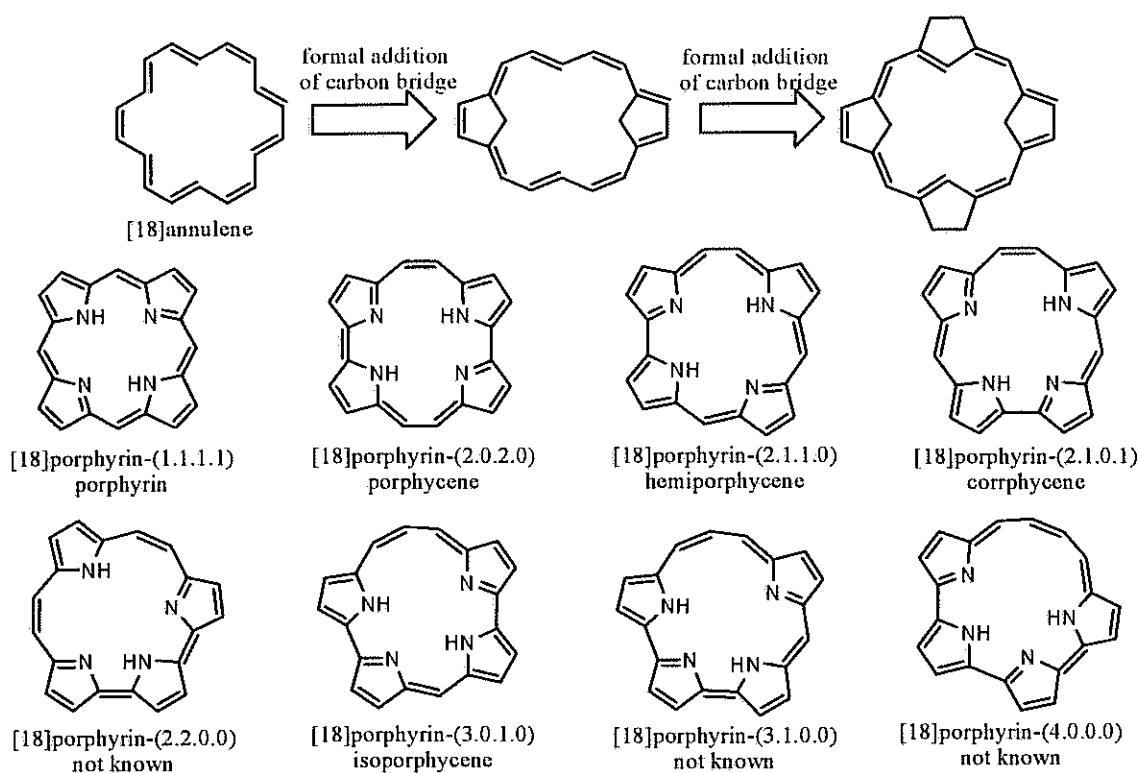 formal addition
of carbon bridge
formal addition
of carbon bridge
[18]annulene
NH
N
N
HN
[18]porphyrin-(1.1.1.1)
porphyrin
N
HN
NH
N
[18]porphyrin-(2.0.2.0)
porphycene
N
HN
NH
N
[18]porphyrin-(2.1.1.0)
hemiporphycene
N
HN
NH
N
[18]porphyrin-(2.1.0.1)
corrphycene
NH
N
N
HN
[18]porphyrin-(2.2.0.0)
not known
N
NH
HN
N
[18]porphyrin-(3.0.1.0)
isoporphycene
NH
N
N
HN
[18]porphyrin-(3.1.0.0)
not known
N
HN
NH
N
[18]porphyrin-(4.0.0.0)
not known